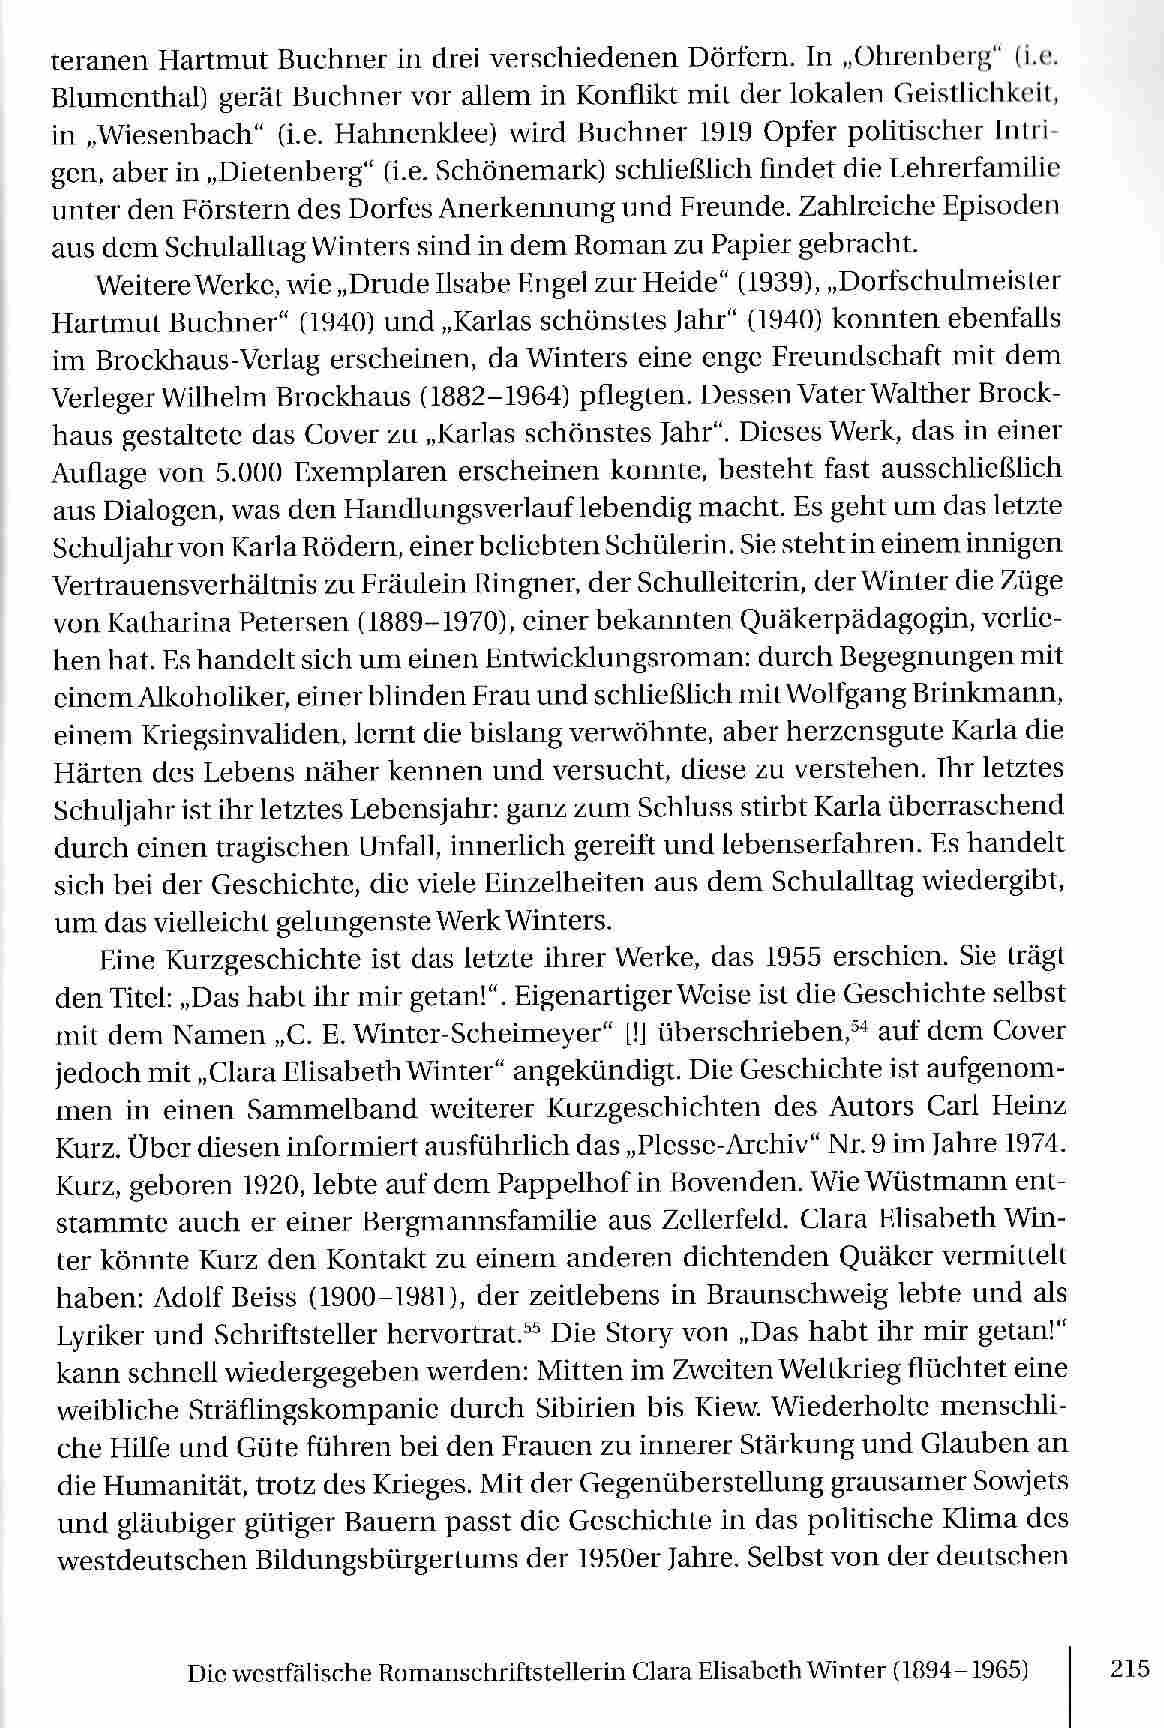 teranen Hartmut Buchner in drei verschiedenen Dörfern. In „Ohrenberg“ (i.e.
Blumenthal) gerät Buchner vor allem in Konflikt mit der lokalen Geistlichkeit,
in „Wiesenbach“ (i.e. Hahnenklee) wird Buchner 1919 Opfer politischer Intri-
gen, aber in „Dietenberg“ (i.e. Schönemark) schließlich findet die Lehrerfamilie
unter den Förstern des Dorfes Anerkennung und Freunde. Zahlreiche Episoden
aus dem Schulalltag Winters sind in dem Roman zu Papier gebracht.
Weitere Werke, wie „Drude Ilsabe Engel zur Heide“ (1939), „Dorfschulmeister
Hartmut Buchner“ (1940) und „Karlas schönstes Jahr“ (1940) konnten ebenfalls
im Brockhaus-Verlag erscheinen, da Winters eine enge Freundschaft mit dem
Verleger Wilhelm Brockhaus (1882–1964) pflegten. Dessen Vater Walther Brock-
haus gestaltete das Cover zu „Karlas schönstes Jahr“. Dieses Werk, das in einer
Auflage von 5.000 Exemplaren erscheinen konnte, besteht fast ausschließlich
aus Dialogen, was den Handlungsverlauf lebendig macht. Es geht um das letzte
Schuljahr von Karla Rödern, einer beliebten Schülerin. Sie steht in einem innigen
Vertrauensverhältnis zu Fräulein Ringner, der Schulleiterin, der Winter die Züge
von Katharina Petersen (1889–1970), einer bekannten Quäkerpädagogin, verlie-
hen hat. Es handelt sich um einen Entwicklungsroman: durch Begegnungen mit
einem Alkoholiker, einer blinden Frau und schließlich mit Wolfgang Brinkmann,
einem Kriegsinvaliden, lernt die bislang verwöhnte, aber herzensgute Karla die
Härten des Lebens näher kennen und versucht, diese zu verstehen. Ihr letztes
Schuljahr ist ihr letztes Lebensjahr: ganz zum Schluss stirbt Karla überraschend
durch einen tragischen Unfall, innerlich gereift und lebenserfahren. Es handelt
sich bei der Geschichte, die viele Einzelheiten aus dem Schulalltag wiedergibt,
um das vielleicht gelungenste Werk Winters.
Eine Kurzgeschichte ist das letzte ihrer Werke, das 1955 erschien. Sie trägt
den Titel: „Das habt ihr mir getan!“. Eigenartiger Weise ist die Geschichte selbst
mit dem Namen „C. E. Winter-Scheimeyer“ [!] überschrieben,⁵⁴ auf dem Cover
jedoch mit „Clara Elisabeth Winter“ angekündigt. Die Geschichte ist aufgenom-
men in einen Sammelband weiterer Kurzgeschichten des Autors Carl Heinz
Kurz. Über diesen informiert ausführlich das „Plesse-Archiv“ Nr. 9 im Jahre 1974.
Kurz, geboren 1920, lebte auf dem Pappelhof in Bovenden. Wie Wüstmann ent-
stammte auch er einer Bergmannsfamilie aus Zellerfeld. Clara Elisabeth Win-
ter könnte Kurz den Kontakt zu einem anderen dichtenden Quäker vermittelt
haben: Adolf Beiss (1900–1981), der zeitlebens in Braunschweig lebte und als
Lyriker und Schriftsteller hervortrat.⁵⁵ Die Story von „Das habt ihr mir getan!“
kann schnell wiedergegeben werden: Mitten im Zweiten Weltkrieg flüchtet eine
weibliche Sträflingskompanie durch Sibirien bis Kiew. Wiederholte menschli-
che Hilfe und Güte führen bei den Frauen zu innerer Stärkung und Glauben an
die Humanität, trotz des Krieges. Mit der Gegenüberstellung grausamer Sowjets
und gläubiger gütiger Bauern passt die Geschichte in das politische Klima des
westdeutschen Bildungsbürgertums der 1950er Jahre. Selbst von der deutschen
Die westfälische Romanschriftstellerin Clara Elisabeth Winter (1894–1965) 215